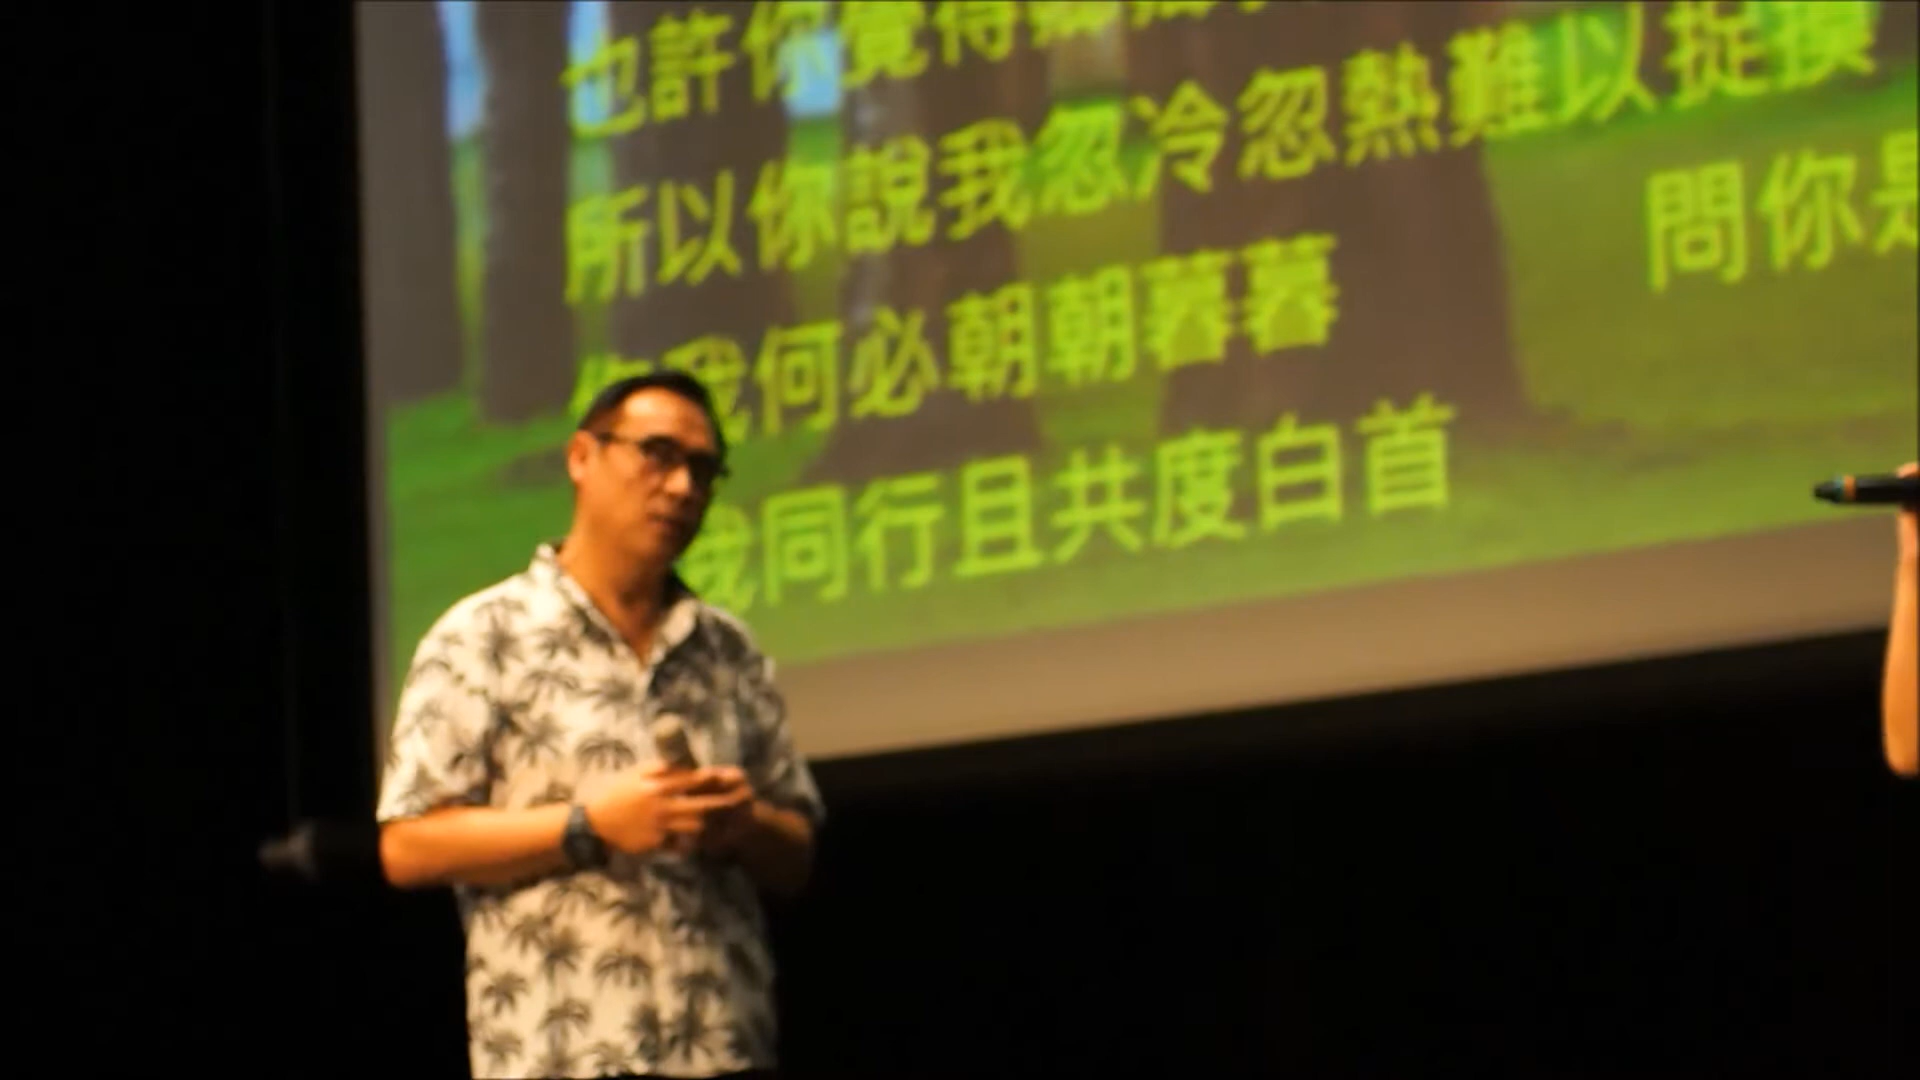 也許你覺得
所以你說我忽冷忽熱難以捉摸
問你是
你我何必朝朝暮暮
我同行且共度白首